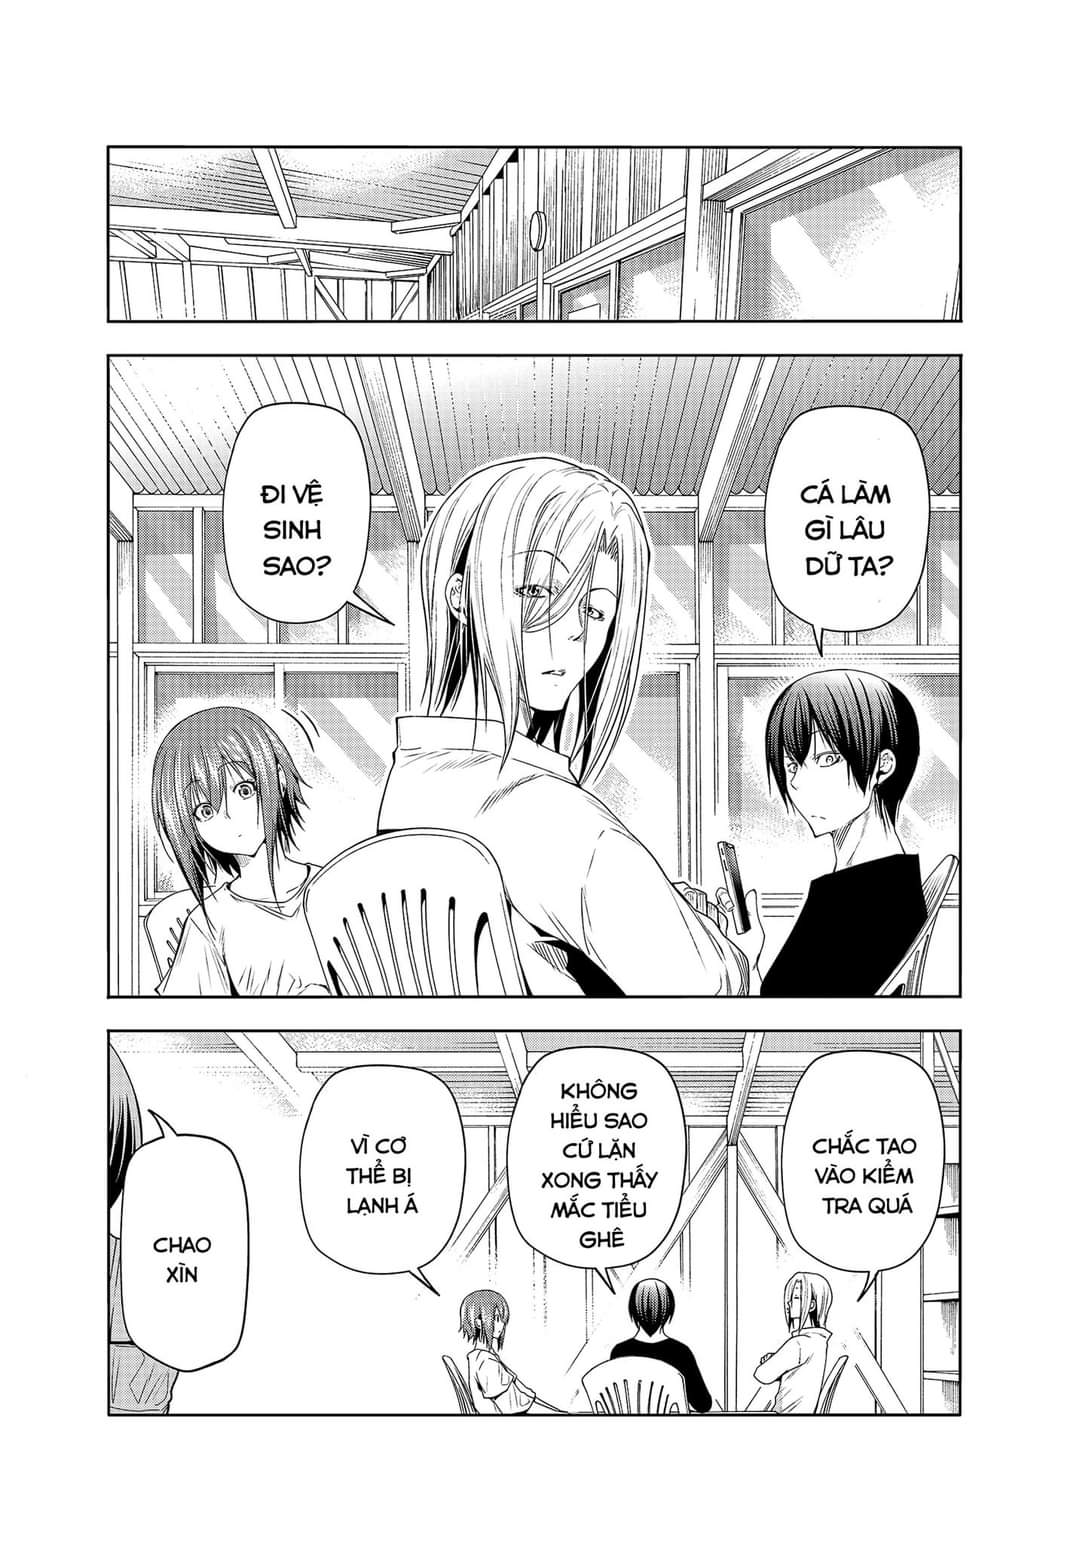 CÁ LÀM
GÌ LÂU
DỮ TA?
ĐI VỆ
SINH
SAO?
CHẮC TAO
VÀO KIỂM
TRA QUÁ
KHÔNG
HIỂU SAO
CỨ LẶN
XONG THẤY
MẮC TIỂU
GHÊ
VÌ CƠ
THỂ BỊ
LẠNH Á
CHAO
XÌN